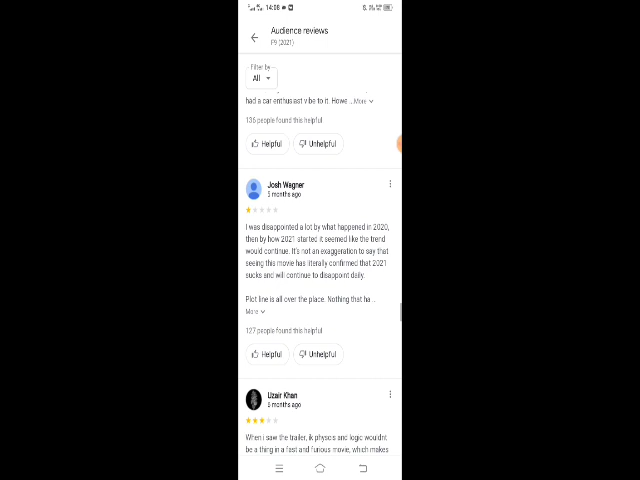 14:08
Audience reviews
F9 (2021)
Filter by
All
had a car enthusiast vibe to it. Howe ...More
136 people found this helpful
Helpful
Unhelpful
Josh Wagner
5 months ago
I was disappointed a lot by what happened in 2020,
then by how 2021 started it seemed like the trend
would continue. It's not an exaggeration to say that
seeing this movie has literally confirmed that 2021
sucks and will continue to disappoint daily.
Plot line is all over the place. Nothing that ha ...
More
127 people found this helpful
Helpful
Unhelpful
Uzair Khan
6 months ago
When i saw the trailer, ik physcis and logic wouldnt
be a thing in a fast and furious movie, which makes